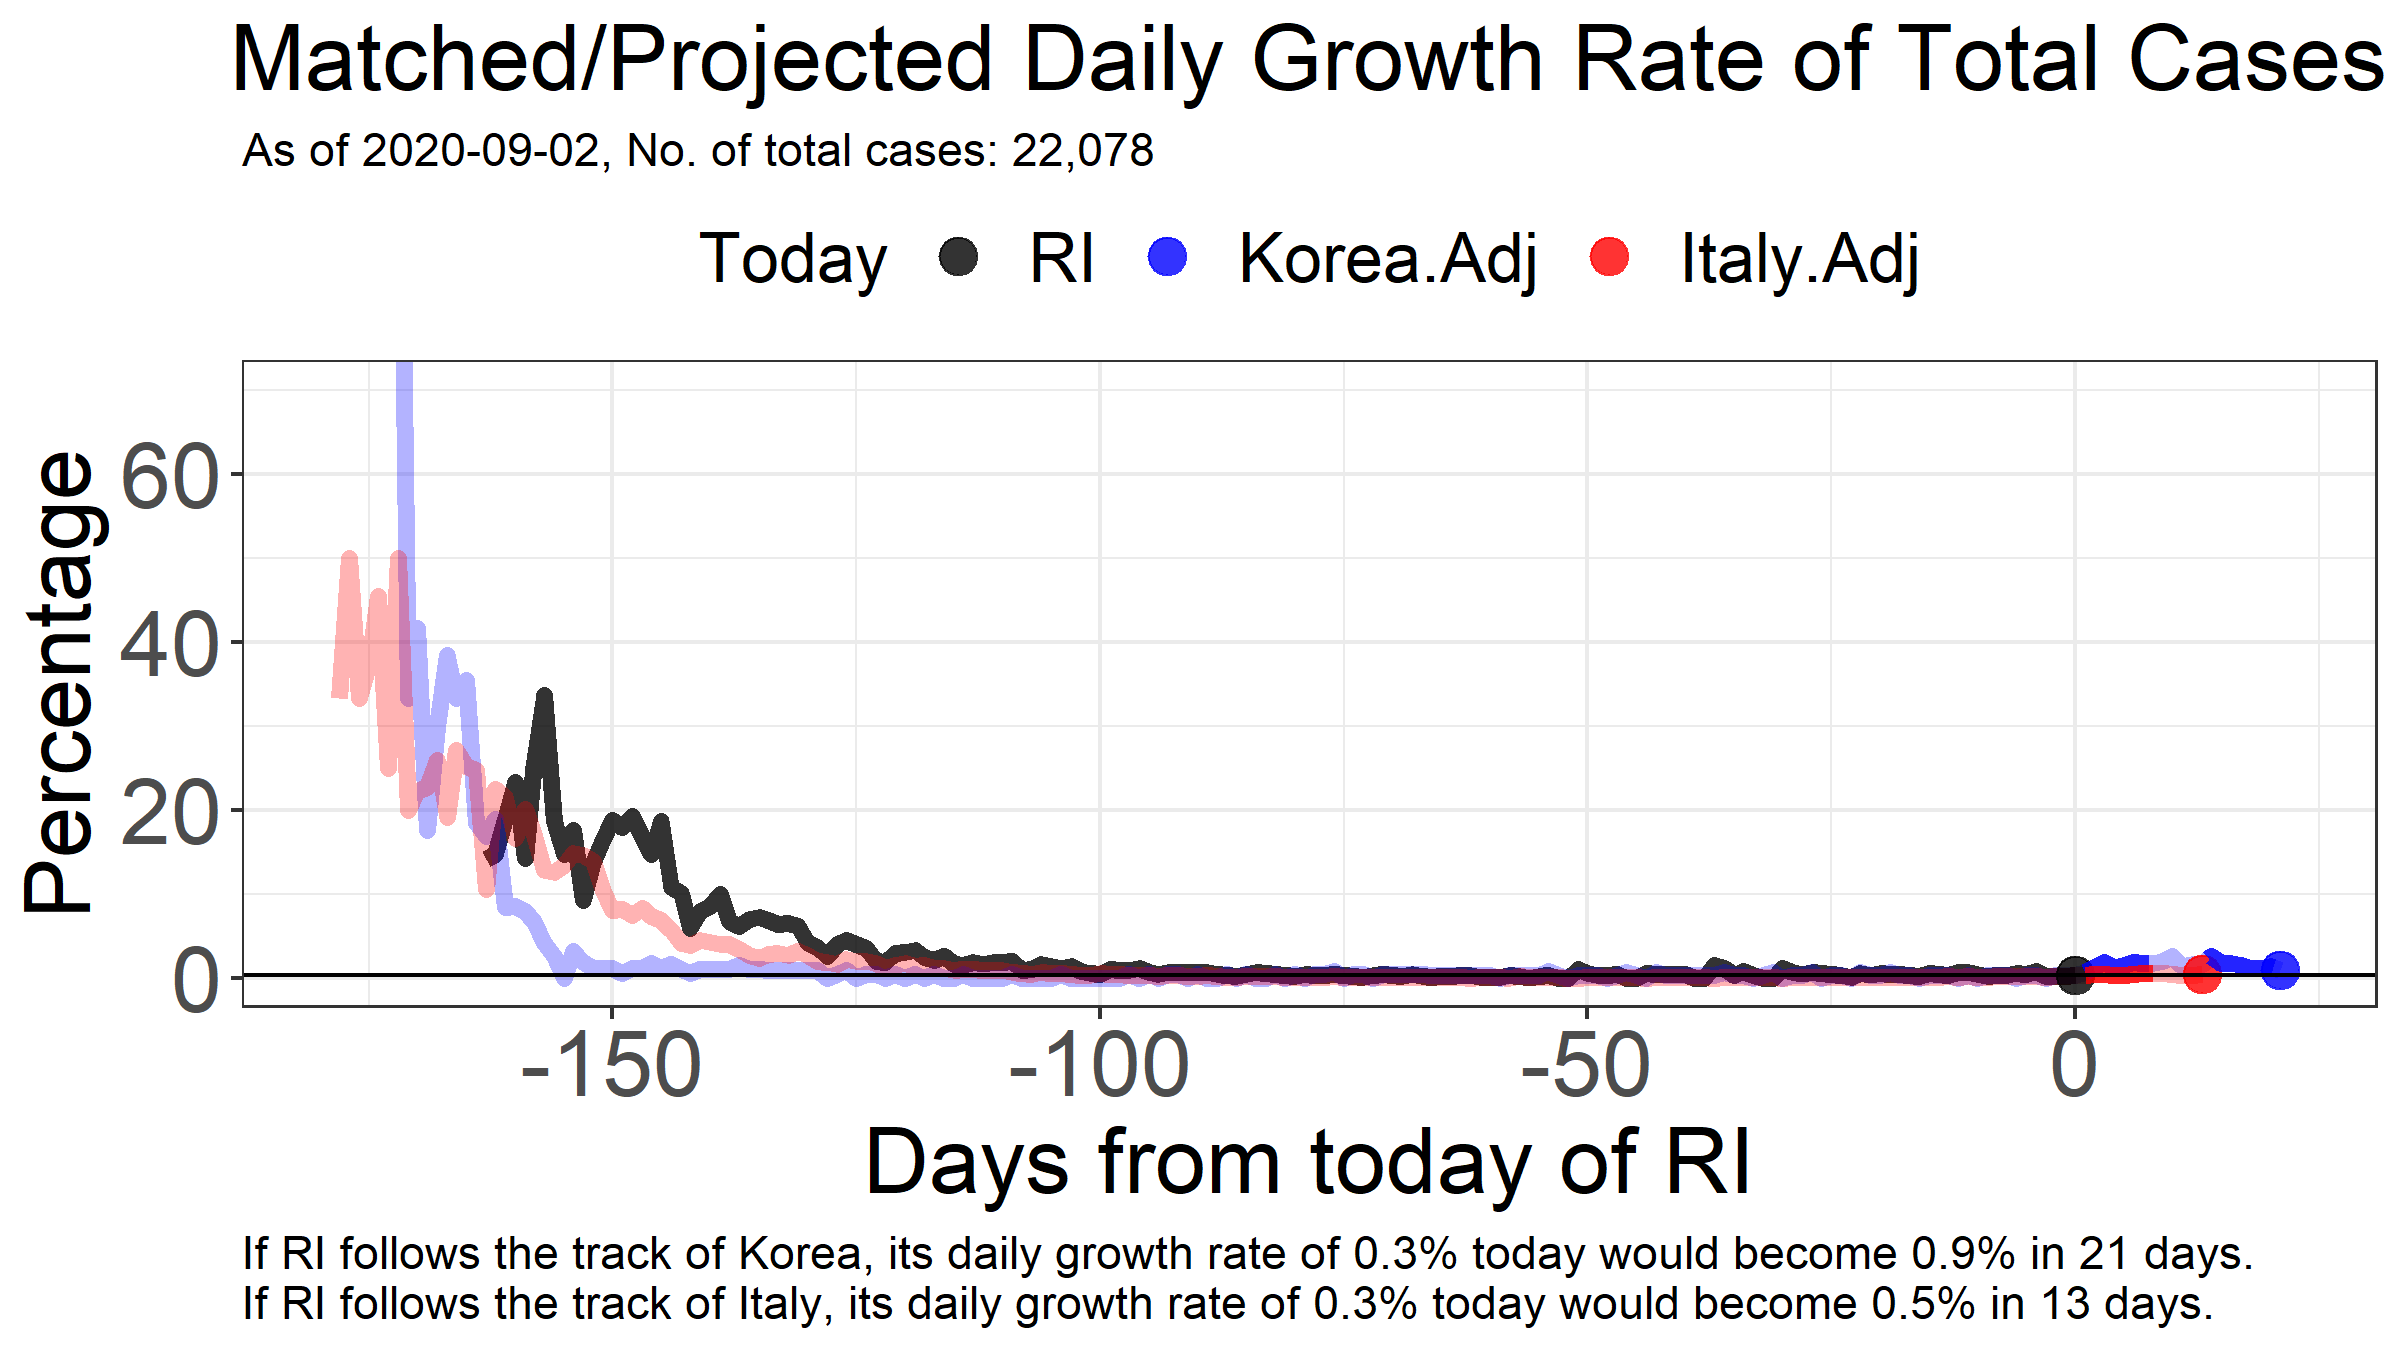 Matched/Projected Daily Growth Rate of Total Cases
As of 2020-09-02, No. of total cases: 22,078
Today RI Korea.Adj Italy.Adj
Percentage
60
40
20
0
-150 -100 -50 0
Days from today of RI
If RI follows the track of Korea, its daily growth rate of 0.3% today would become 0.9% in 21 days.
If RI follows the track of Italy, its daily growth rate of 0.3% today would become 0.5% in 13 days.